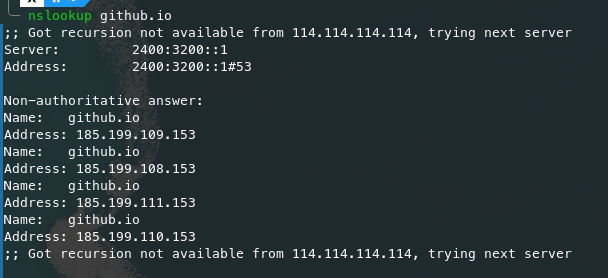 nslookup github.io
;; Got recursion not available from 114.114.114.114, trying next server
Server:         2400:3200::1
Address:        2400:3200::1#53

Non-authoritative answer:
Name:   github.io
Address: 185.199.109.153
Name:   github.io
Address: 185.199.108.153
Name:   github.io
Address: 185.199.111.153
Name:   github.io
Address: 185.199.110.153
;; Got recursion not available from 114.114.114.114, trying next server